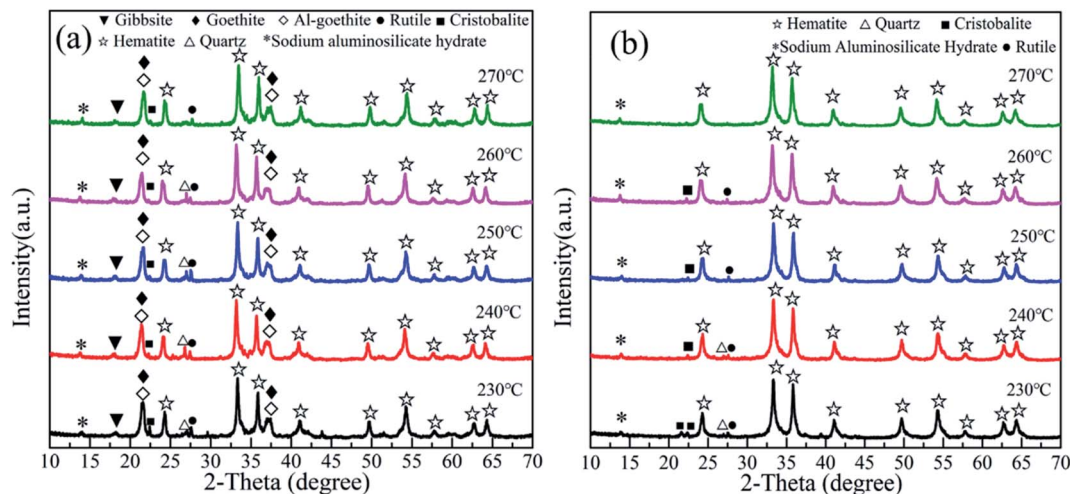 ▼ Gibbsite ◆ Goethite ◇ Al-goethite ● Rutile ■ Cristobalite
(a) ☆ Hematite △ Quartz *Sodium aluminosilicate hydrate
270°C
260°C
250°C
240°C
230°C
Intensity(a.u.)
10 15 20 25 30 35 40 45 50 55 60 65 70
2-Theta (degree)
(b) ☆ Hematite △ Quartz ■ Cristobalite
*Sodium Aluminosilicate Hydrate ● Rutile
270°C
260°C
250°C
240°C
230°C
Intensity(a.u.)
10 15 20 25 30 35 40 45 50 55 60 65 70
2-Theta (degree)